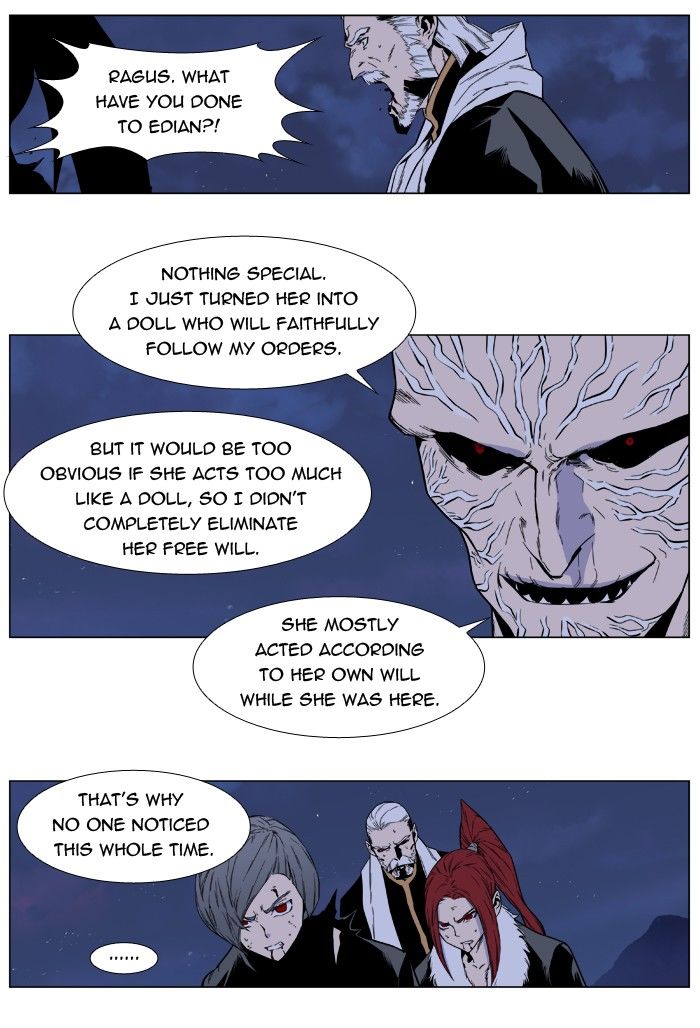 RAGUS. WHAT
HAVE YOU DONE
TO EDIAN?!
NOTHING SPECIAL.
I JUST TURNED HER INTO
A DOLL WHO WILL FAITHFULLY
FOLLOW MY ORDERS.
BUT IT WOULD BE TOO
OBVIOUS IF SHE ACTS TOO MUCH
LIKE A DOLL, SO I DIDN'T
COMPLETELY ELIMINATE
HER FREE WILL.
SHE MOSTLY
ACTED ACCORDING
TO HER OWN WILL
WHILE SHE WAS HERE.
THAT'S WHY
NO ONE NOTICED
THIS WHOLE TIME.
......